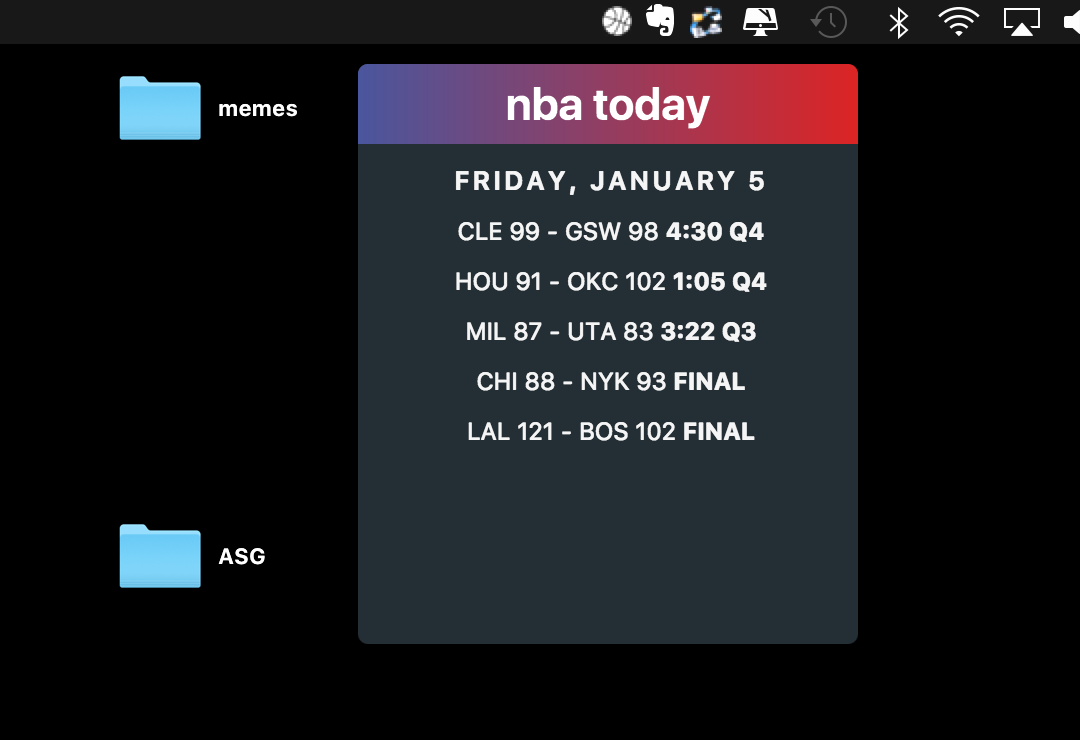 memes
nba today
FRIDAY, JANUARY 5
CLE 99 - GSW 98 4:30 Q4
HOU 91 - OKC 102 1:05 Q4
MIL 87 - UTA 83 3:22 Q3
CHI 88 - NYK 93 FINAL
LAL 121 - BOS 102 FINAL
ASG